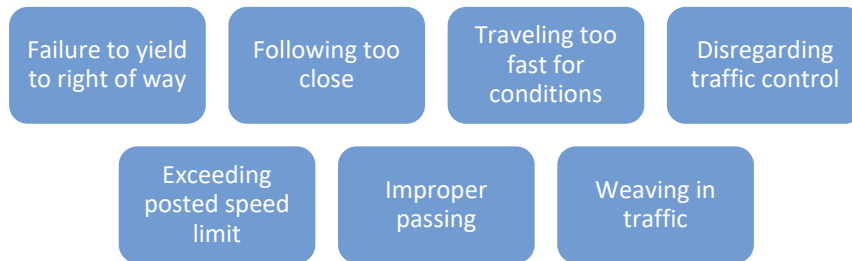 Failure to yield
to right of way
Following too
close
Traveling too
fast for
conditions
Disregarding
traffic control
Exceeding
posted speed
limit
Improper
passing
Weaving in
traffic